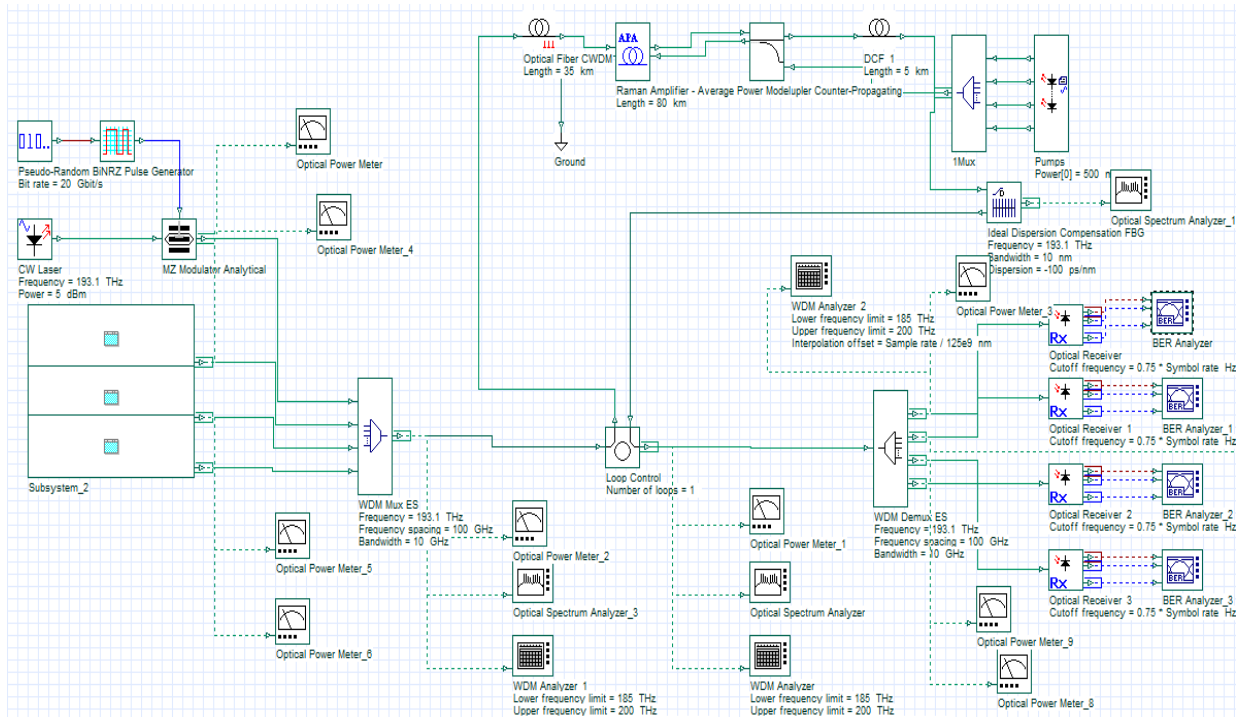 APA
Optical Fiber CWDM
Length = 35 km
DCF_1
Length = 5 km
Raman Amplifier - Average Power Modelupler Counter-Propagating
Length = 80 km
Ground
1Mux
Pumps
Power[0] = 500
010..
Pseudo-Random BiNRZ Pulse Generator
Bit rate = 20 Gbit/s
Optical Power Meter
Optical Power Meter_4
CW Laser
Frequency = 193.1 THz
Power = 5 dBm
MZ Modulator Analytical
Optical Spectrum Analyzer_1
Ideal Dispersion Compensation FBG
Frequency = 193.1 THz
Bandwidth = 10 nm
Dispersion = -100 ps/nm
WDM Analyzer 2
Lower frequency limit = 185 THz
Upper frequency limit = 200 THz
Interpolation offset = Sample rate / 125e9 nm
Optical Power Meter_3
Rx
BER
Optical Receiver
Cutoff frequency = 0.75 * Symbol rate Hz
BER Analyzer
Rx
BER
Optical Receiver 1
Cutoff frequency = 0.75 * Symbol rate Hz
BER Analyzer_1
Subsystem_2
Loop Control
Number of loops = 1
WDM Mux ES
Frequency = 193.1 THz
Frequency spacing = 100 GHz
Bandwidth = 10 GHz
WDM Demux ES
Frequency = 193.1 THz
Frequency spacing = 100 GHz
Bandwidth = 10 GHz
Rx
BER
Optical Receiver 2
Cutoff frequency = 0.75 * Symbol rate Hz
BER Analyzer_2
Optical Power Meter_5
Optical Power Meter_2
Optical Power Meter_1
Rx
BER
Optical Receiver 3
Cutoff frequency = 0.75 * Symbol rate Hz
BER Analyzer_3
Optical Spectrum Analyzer_3
Optical Spectrum Analyzer
Optical Power Meter_6
Optical Power Meter_9
WDM Analyzer 1
Lower frequency limit = 185 THz
Upper frequency limit = 200 THz
WDM Analyzer
Lower frequency limit = 185 THz
Upper frequency limit = 200 THz
Optical Power Meter_8